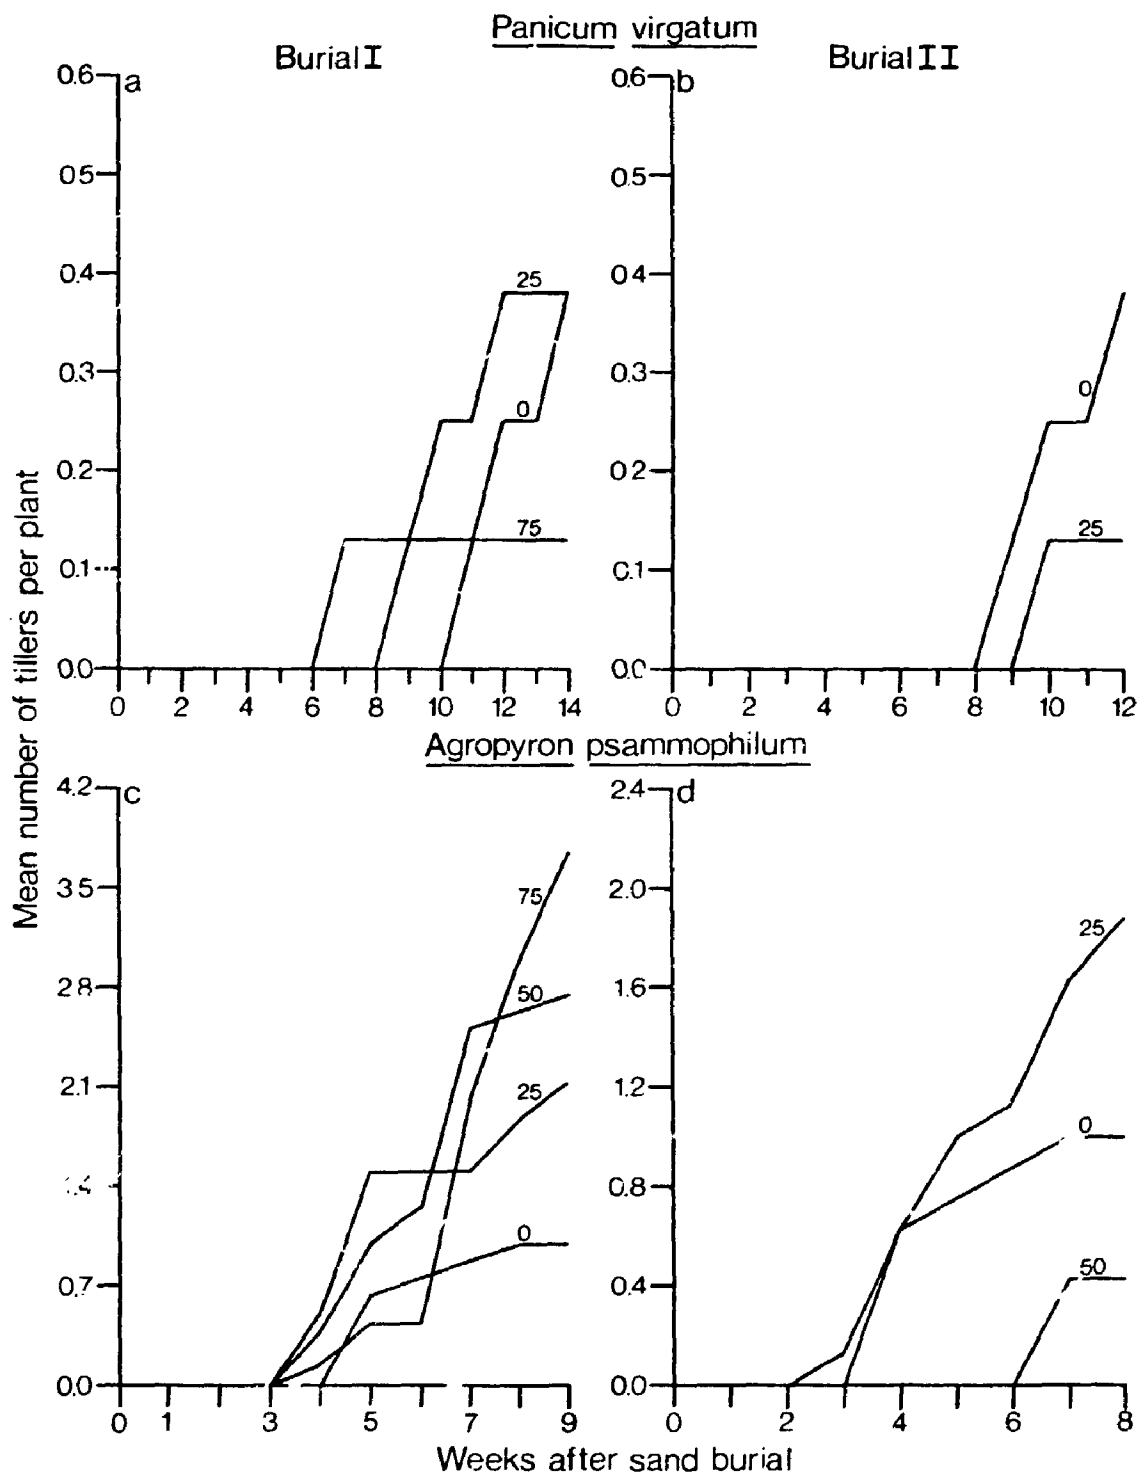 Panicum virgatum
Burial I
Burial II
a
b
0.6
0.5
0.4
0.3
0.2
0.1
0.0
0.6
0.5
0.4
0.3
0.2
0.1
0.0
25
0
75
0
25
0 2 4 6 8 10 12 14
0 2 4 6 8 10 12
Mean number of tillers per plant
Agropyron psammophilum
c
d
4.2
3.5
2.8
2.1
0.7
0.0
2.4
2.0
1.6
1.2
0.8
0.4
0.0
75
50
25
0
25
0
50
0 1 3 5 7 9
0 2 4 6 8
Weeks after sand burial